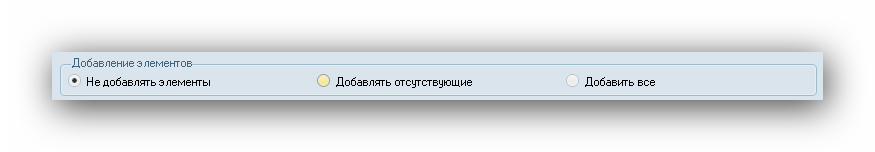 Добавление элементов
Не добавлять элементы Добавлять отсутствующие Добавить все